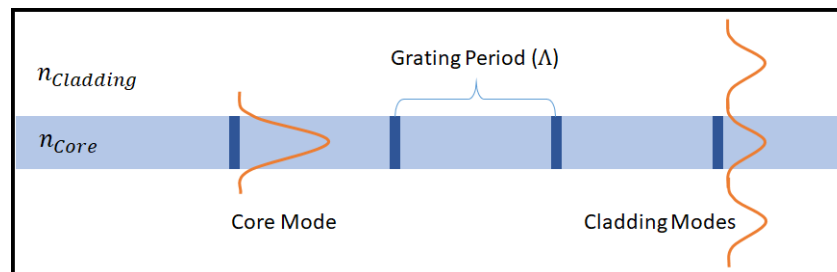 Grating Period (Λ)
n_Cladding
n_Core
Core Mode
Cladding Modes